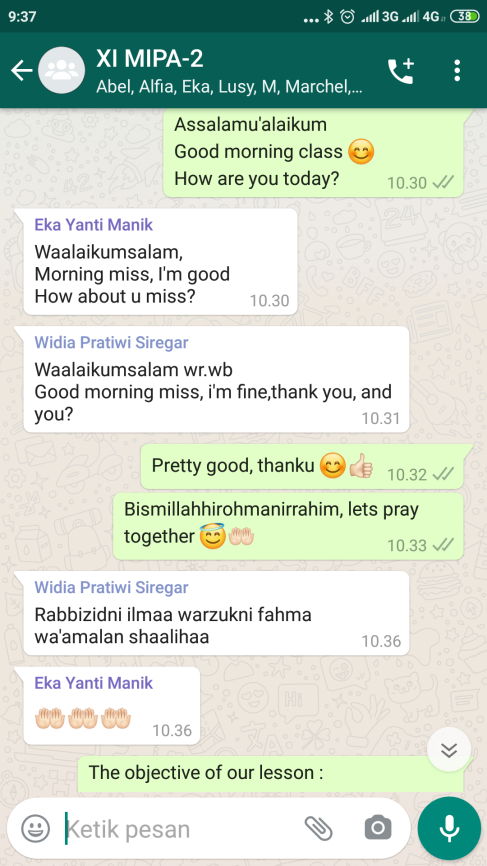 9:37
3G
4G
38
XI MIPA-2
Abel, Alfia, Eka, Lusy, M, Marchel,...
Assalamu'alaikum
Good morning class 😊
How are you today?
10.30
Eka Yanti Manik
Waalaikumsalam,
Morning miss, I'm good
How about u miss?
10.30
Widia Pratiwi Siregar
Waalaikumsalam wr.wb
Good morning miss, i'm fine,thank you, and
you?
10.31
Pretty good, thanku 😊👍🏻
10.32
Bismillahhirohmanirrahim, lets pray
together 😇🤲🏻
10.33
Widia Pratiwi Siregar
Rabbizidni ilmaa warzukni fahma
wa'amalan shaalihaa
10.36
Eka Yanti Manik
🤲🏻🤲🏻🤲🏻
10.36
The objective of our lesson :
Ketik pesan